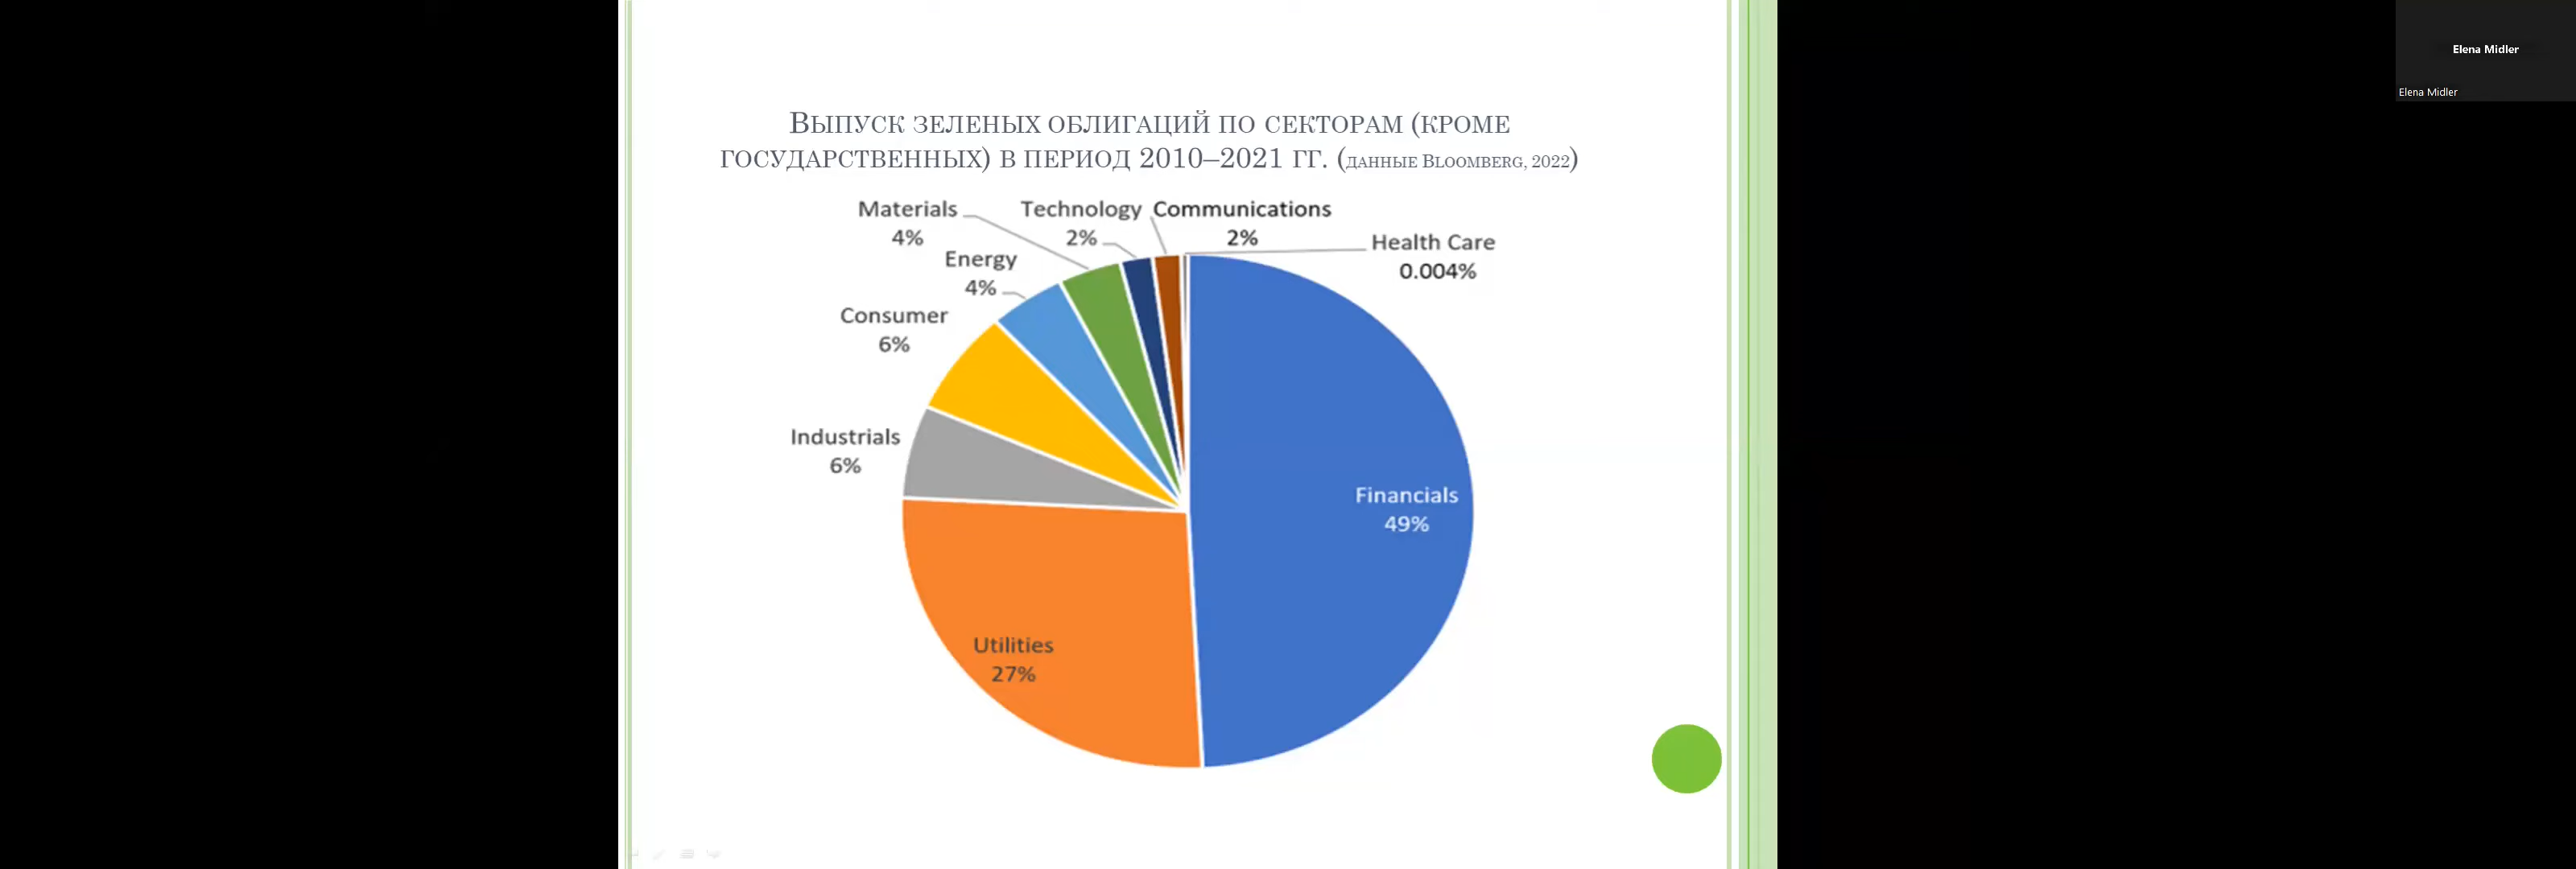 Elena Midler
Elena Midler
Выпуск зеленых облигаций по секторам (кроме
государственных) в период 2010–2021 гг. (данные Bloomberg, 2022)
Materials
4%
Technology
2%
Communications
2%
Health Care
0.004%
Energy
4%
Consumer
6%
Industrials
6%
Financials
49%
Utilities
27%